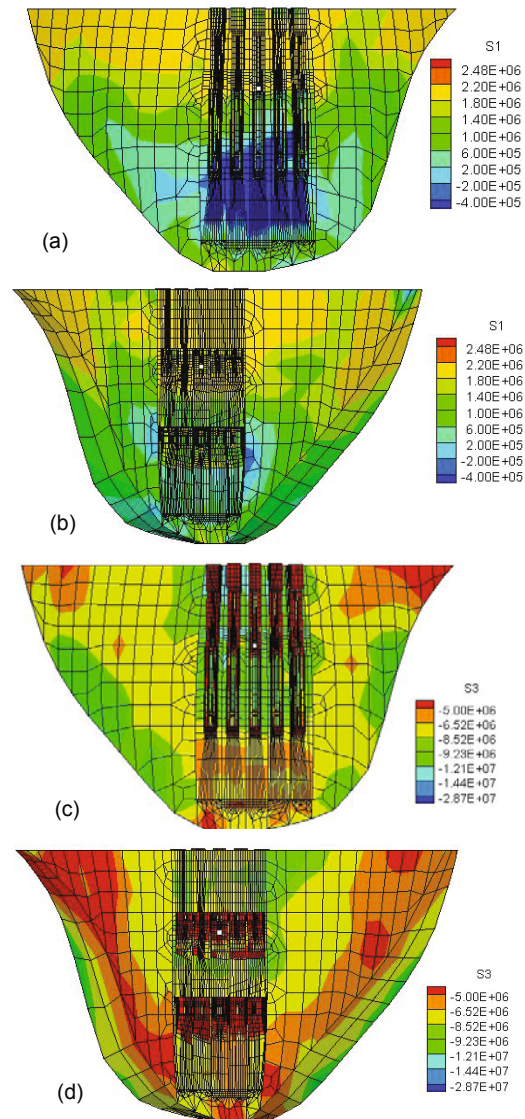 S1
2.48E+06
2.20E+06
1.80E+06
1.40E+06
1.00E+06
6.00E+05
2.00E+05
-2.00E+05
-4.00E+05
(a)
S1
2.48E+06
2.20E+06
1.80E+06
1.40E+06
1.00E+06
6.00E+05
2.00E+05
-2.00E+05
-4.00E+05
(b)
S3
-5.00E+06
-6.52E+06
-8.52E+06
-9.23E+06
-1.21E+07
-1.44E+07
-2.87E+07
(c)
S3
-5.00E+06
-6.52E+06
-8.52E+06
-9.23E+06
-1.21E+07
-1.44E+07
-2.87E+07
(d)